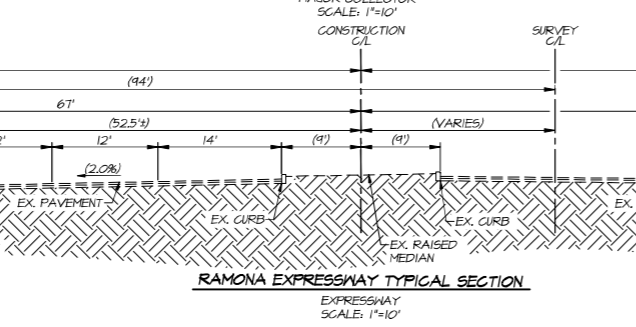 SCALE: 1"=10'
CONSTRUCTION
C/L
SURVEY
C/L
(94')
67'
(52.5'±)
(VARIES)
12'
14'
(9')
(9')
(2.0%)
EX. PAVEMENT
EX. CURB
EX. CURB
EX.
EX. RAISED
MEDIAN
RAMONA EXPRESSWAY TYPICAL SECTION
EXPRESSWAY
SCALE: 1"=10'